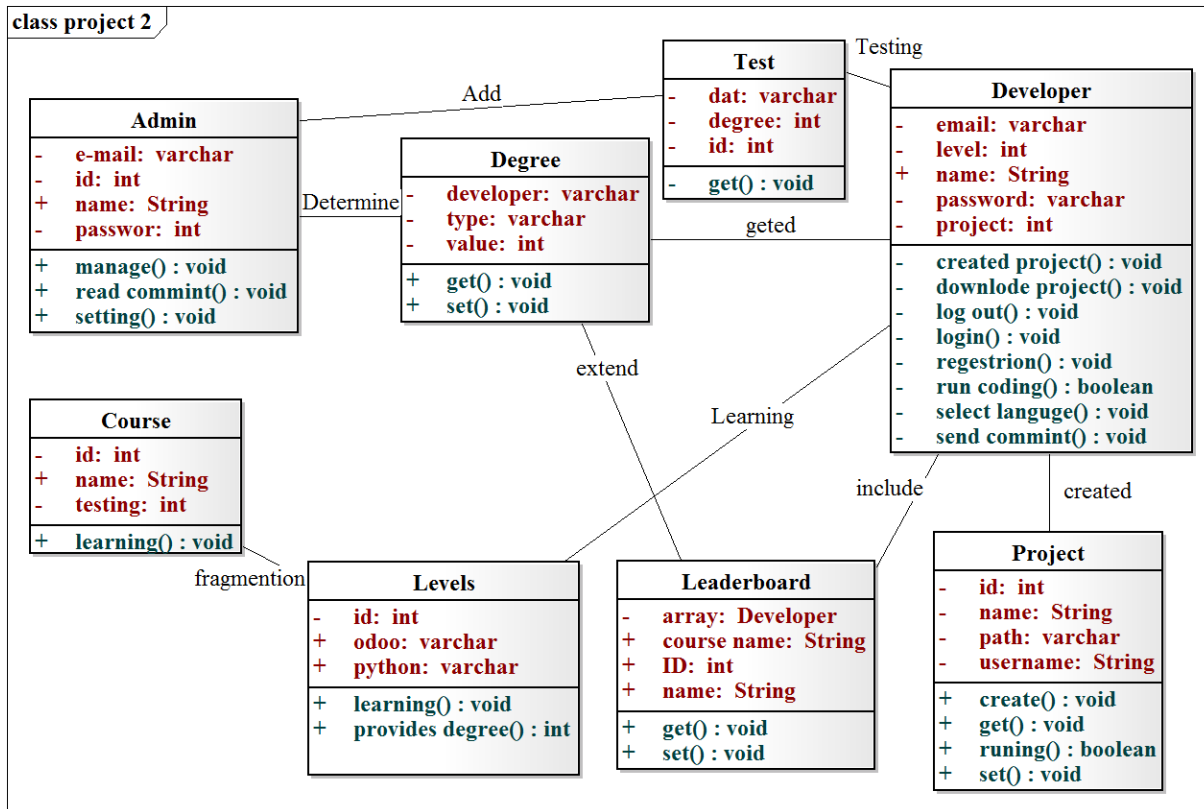 class project 2
Test
- dat: varchar
- degree: int
- id: int
- get() : void
Testing
Developer
- email: varchar
- level: int
+ name: String
- password: varchar
- project: int
- created project() : void
- downlode project() : void
- log out() : void
- login() : void
- regestrion() : void
- run coding() : boolean
- select languge() : void
- send commint() : void
Add
Admin
- e-mail: varchar
- id: int
+ name: String
- passwor: int
+ manage() : void
+ read commint() : void
+ setting() : void
Determine
Degree
- developer: varchar
- type: varchar
- value: int
+ get() : void
+ set() : void
geted
extend
Learning
include
created
Course
- id: int
+ name: String
- testing: int
+ learning() : void
fragmention
Levels
- id: int
+ odoo: varchar
+ python: varchar
+ learning() : void
+ provides degree() : int
Leaderboard
- array: Developer
+ course name: String
+ ID: int
+ name: String
+ get() : void
+ set() : void
Project
- id: int
- name: String
- path: varchar
- username: String
+ create() : void
+ get() : void
+ runing() : boolean
+ set() : void